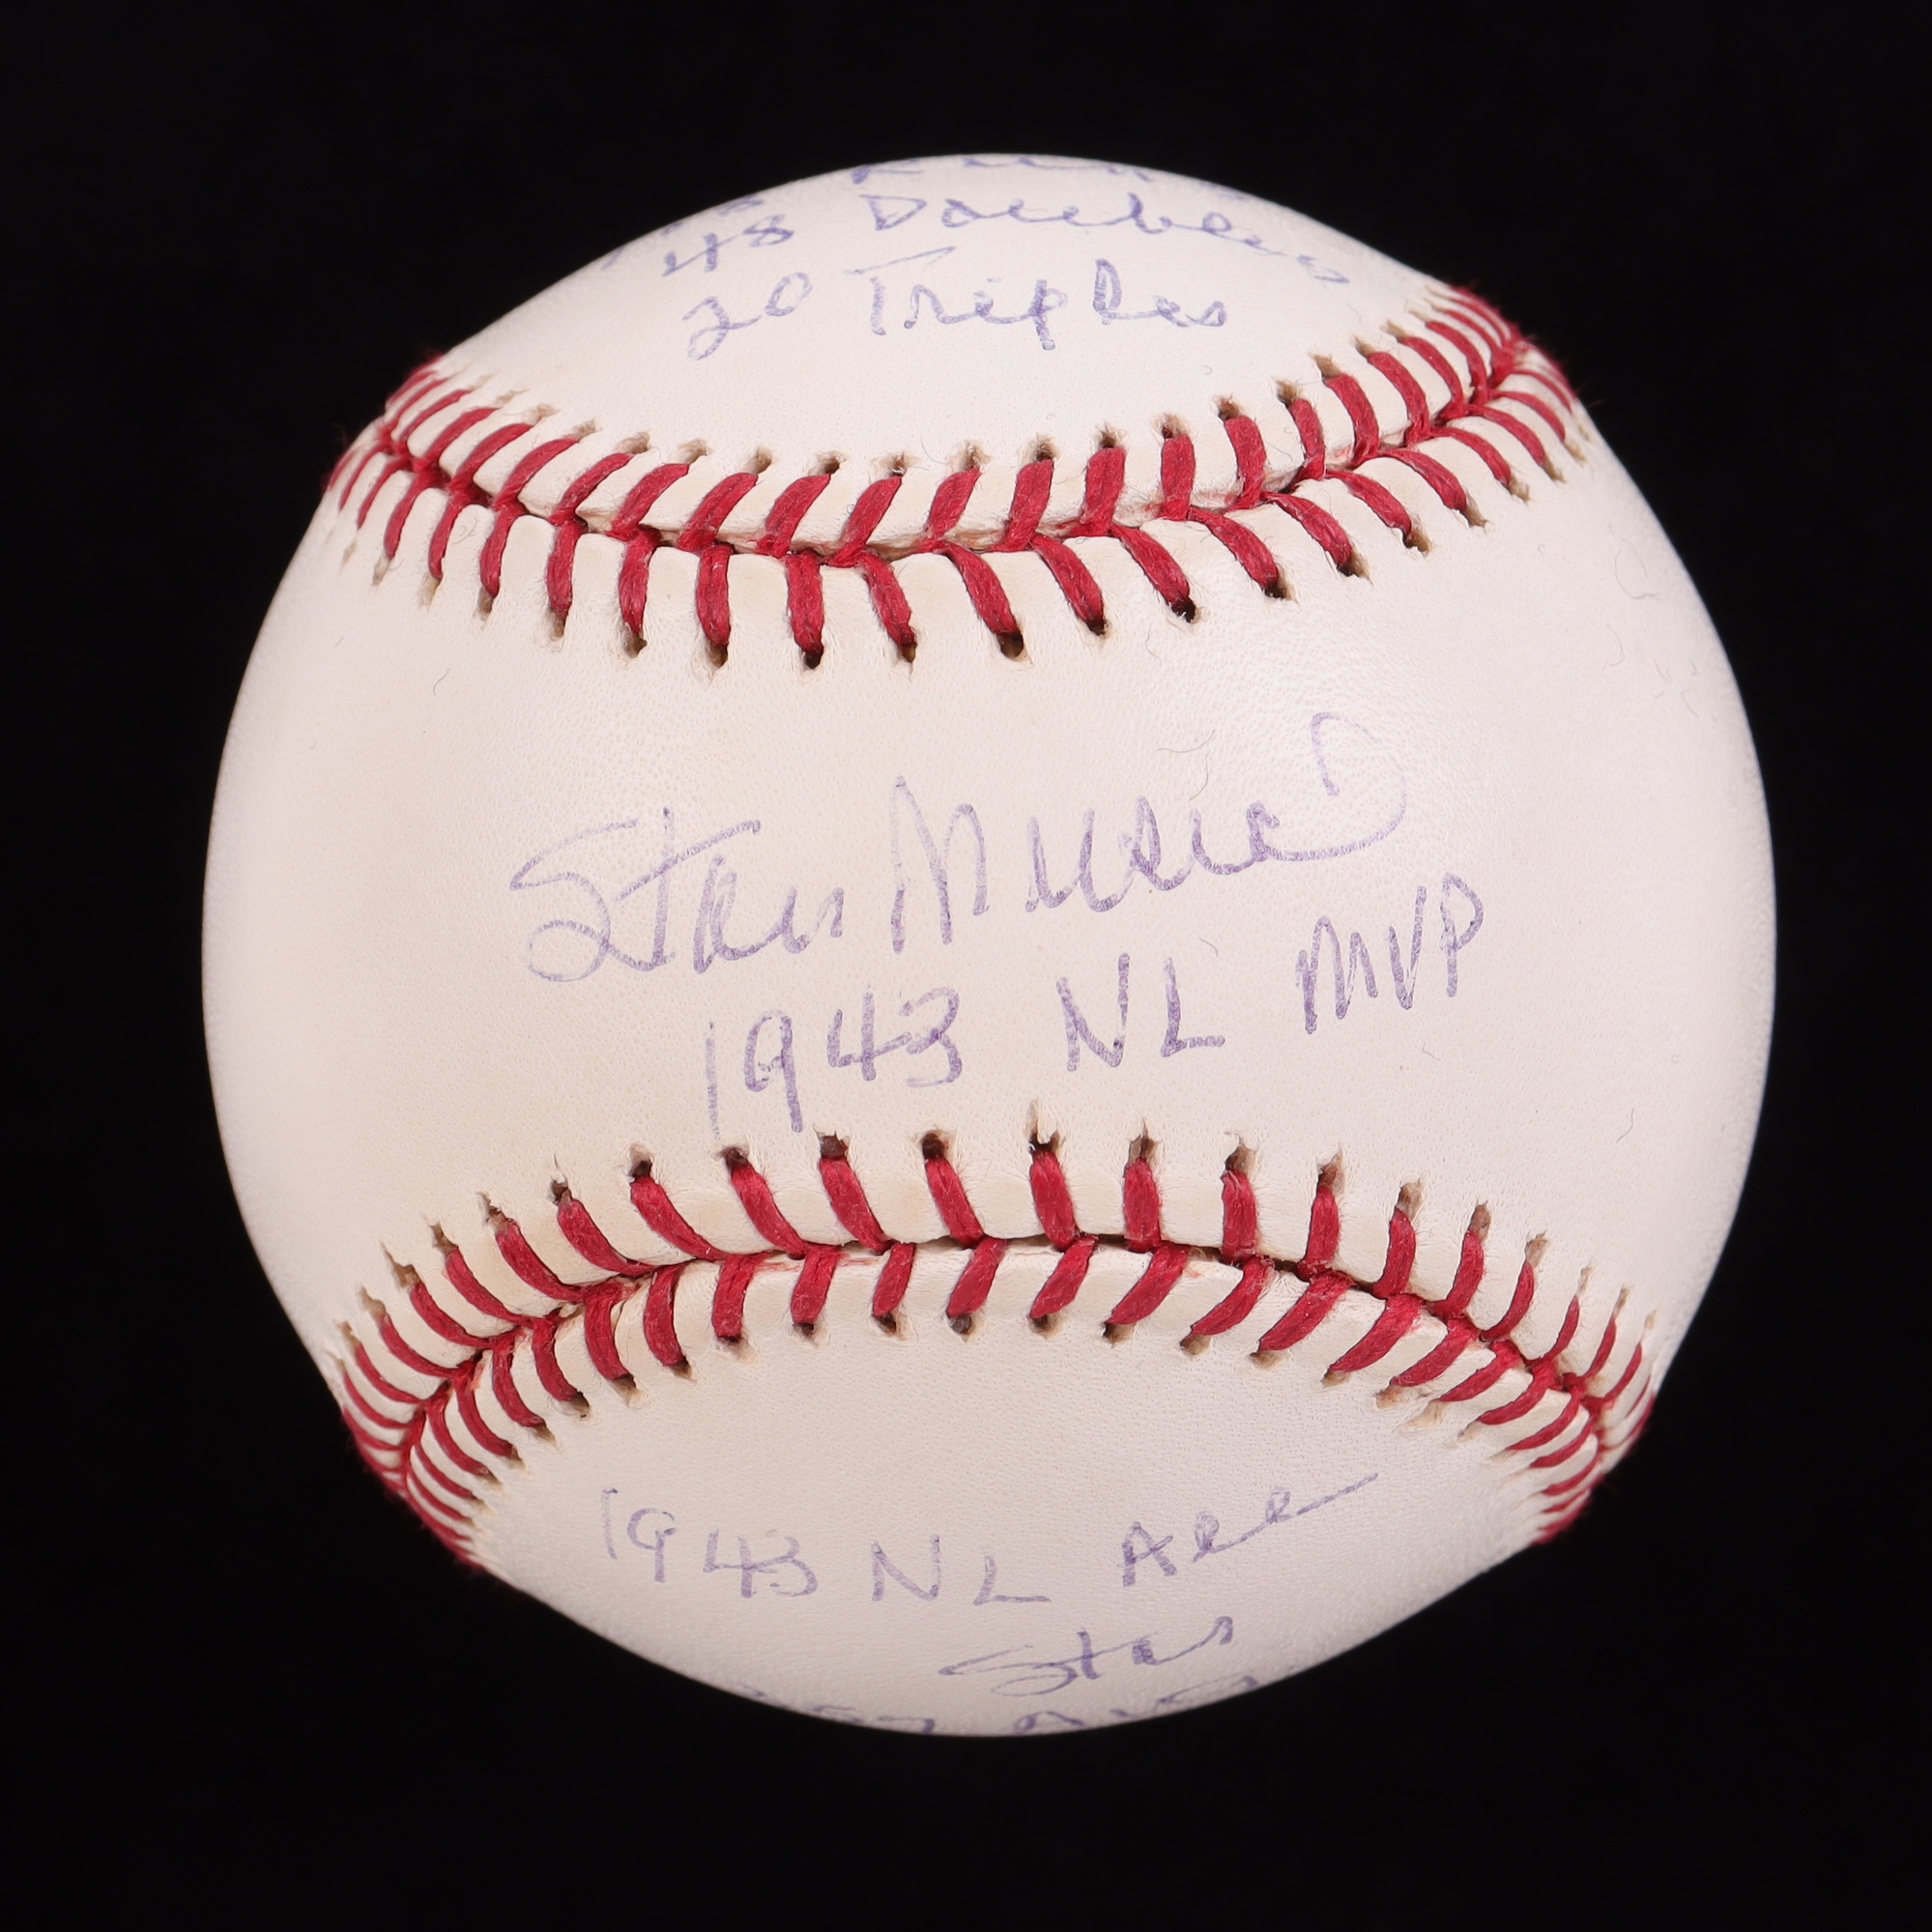 48 Doubles
20 Triples
Stan Musial
1943 NL MVP
1943 NL All
Star